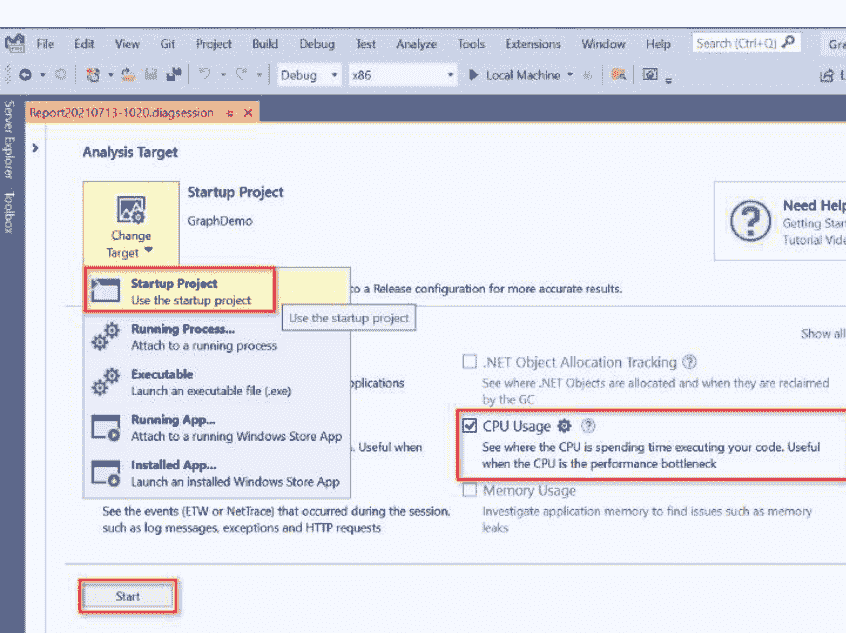 File Edit View Git Project Build Debug Test Analyze Tools Extensions Window Help Search (Ctrl+Q) Gra
Debug x86 Local Machine
Server Explorer
Toolbox
Report20210713-1020.diagsession
Analysis Target
Change
Target
Startup Project
GraphDemo
Need Help
Getting Star
Tutorial Vide
Startup Project
Use the startup project
to a Release configuration for more accurate results.
Use the startup project
Running Process...
Attach to a running process
Executable
Launch an executable file (.exe)
Running App...
Attach to a running Windows Store App
Installed App...
Launch an installed Windows Store App
Show all
pplications
.NET Object Allocation Tracking
See where .NET Objects are allocated and when they are reclaimed
by the GC
. Useful when
CPU Usage
See where the CPU is spending time executing your code. Useful
when the CPU is the performance bottleneck
Memory Usage
Investigate application memory to find issues such as memory
leaks
See the events (ETW or NetTrace) that occurred during the session,
such as log messages, exceptions and HTTP requests
Start